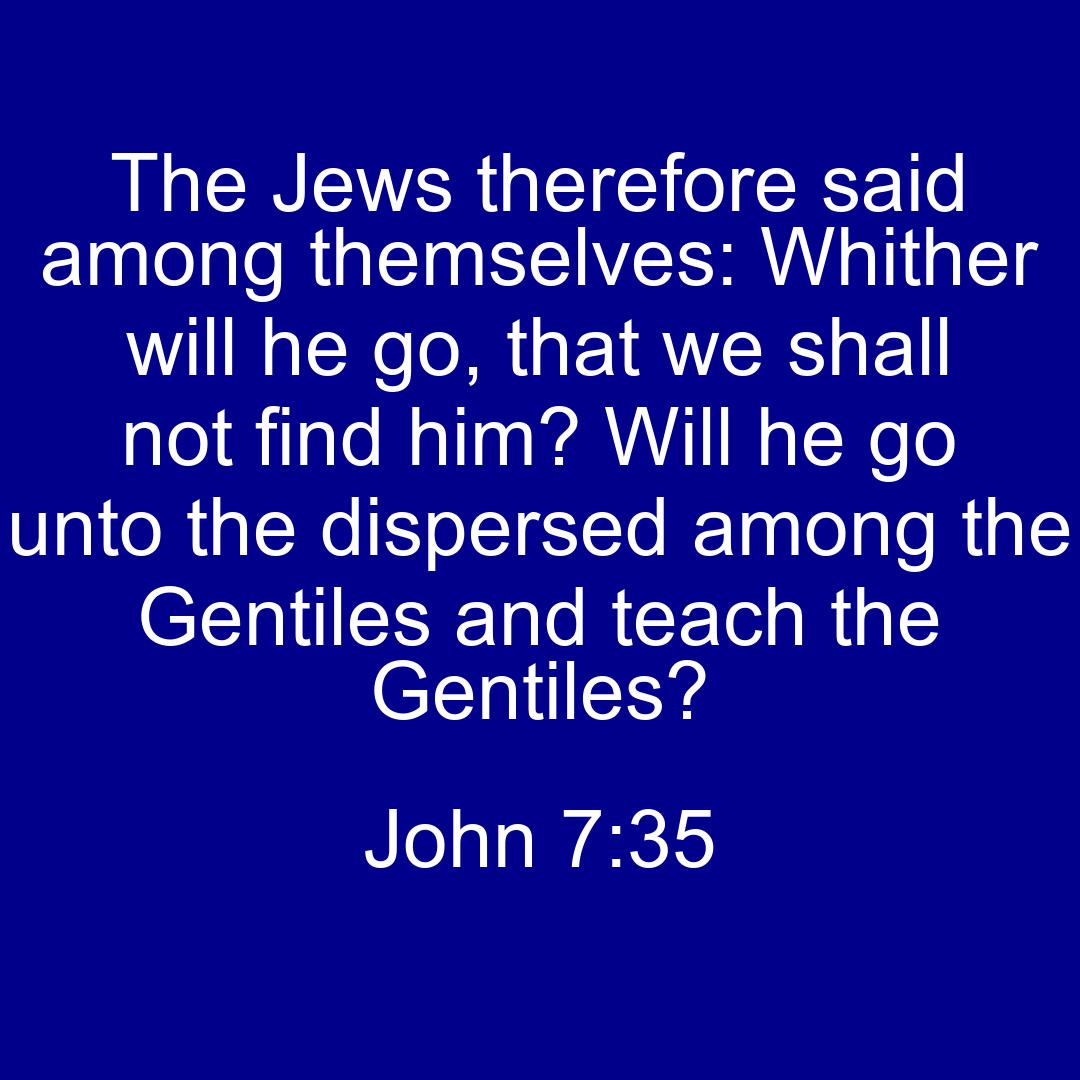 The Jews therefore said
among themselves: Whither
will he go, that we shall
not find him? Will he go
unto the dispersed among the
Gentiles and teach the
Gentiles?
John 7:35